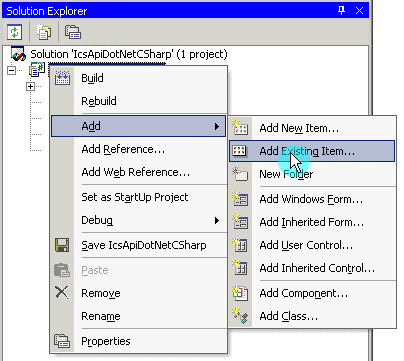 Solution Explorer
Solution 'IcsApiDotNetCSharp' (1 project)
Build
Rebuild
Add
Add Reference...
Add Web Reference...
Set as StartUp Project
Debug
Save IcsApiDotNetCSharp
Paste
Remove
Rename
Properties
Add New Item...
Add Existing Item...
New Folder
Add Windows Form...
Add Inherited Form...
Add User Control...
Add Inherited Control...
Add Component...
Add Class...